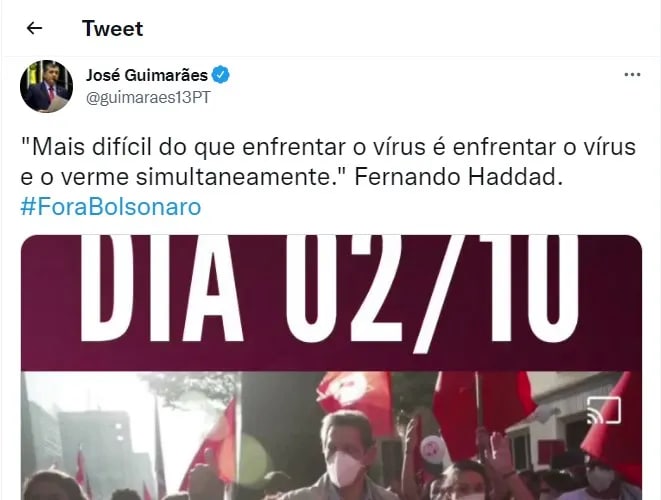 Tweet
José Guimarães
@guimaraes13PT
"Mais difícil do que enfrentar o vírus é enfrentar o vírus
e o verme simultaneamente." Fernando Haddad.
#ForaBolsonaro
DIA 02/10